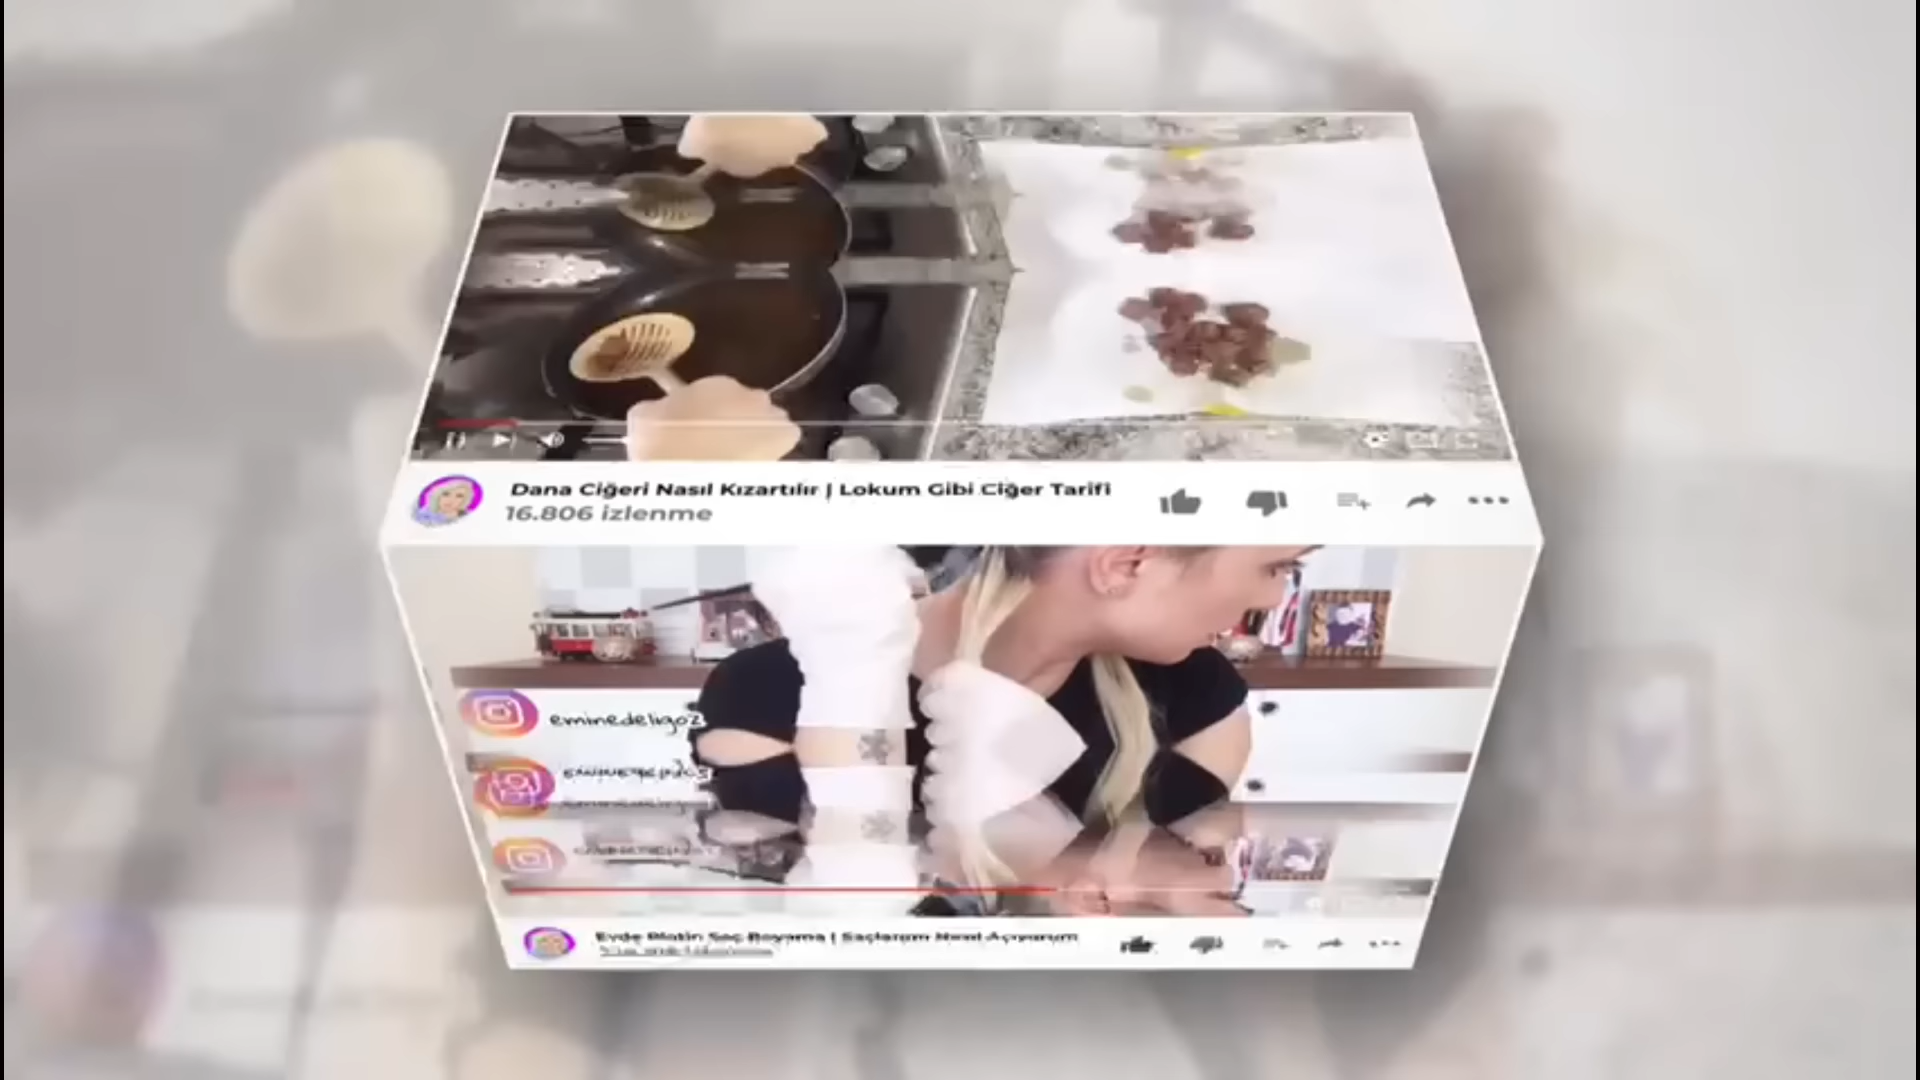 Dana Ciğeri Nasıl Kızartılır | Lokum Gibi Ciğer Tarifi
16.806 izlenme
eminedeligoz
Evde Platin Saç Boyama | Saçlarımı Nasıl Açıyorum